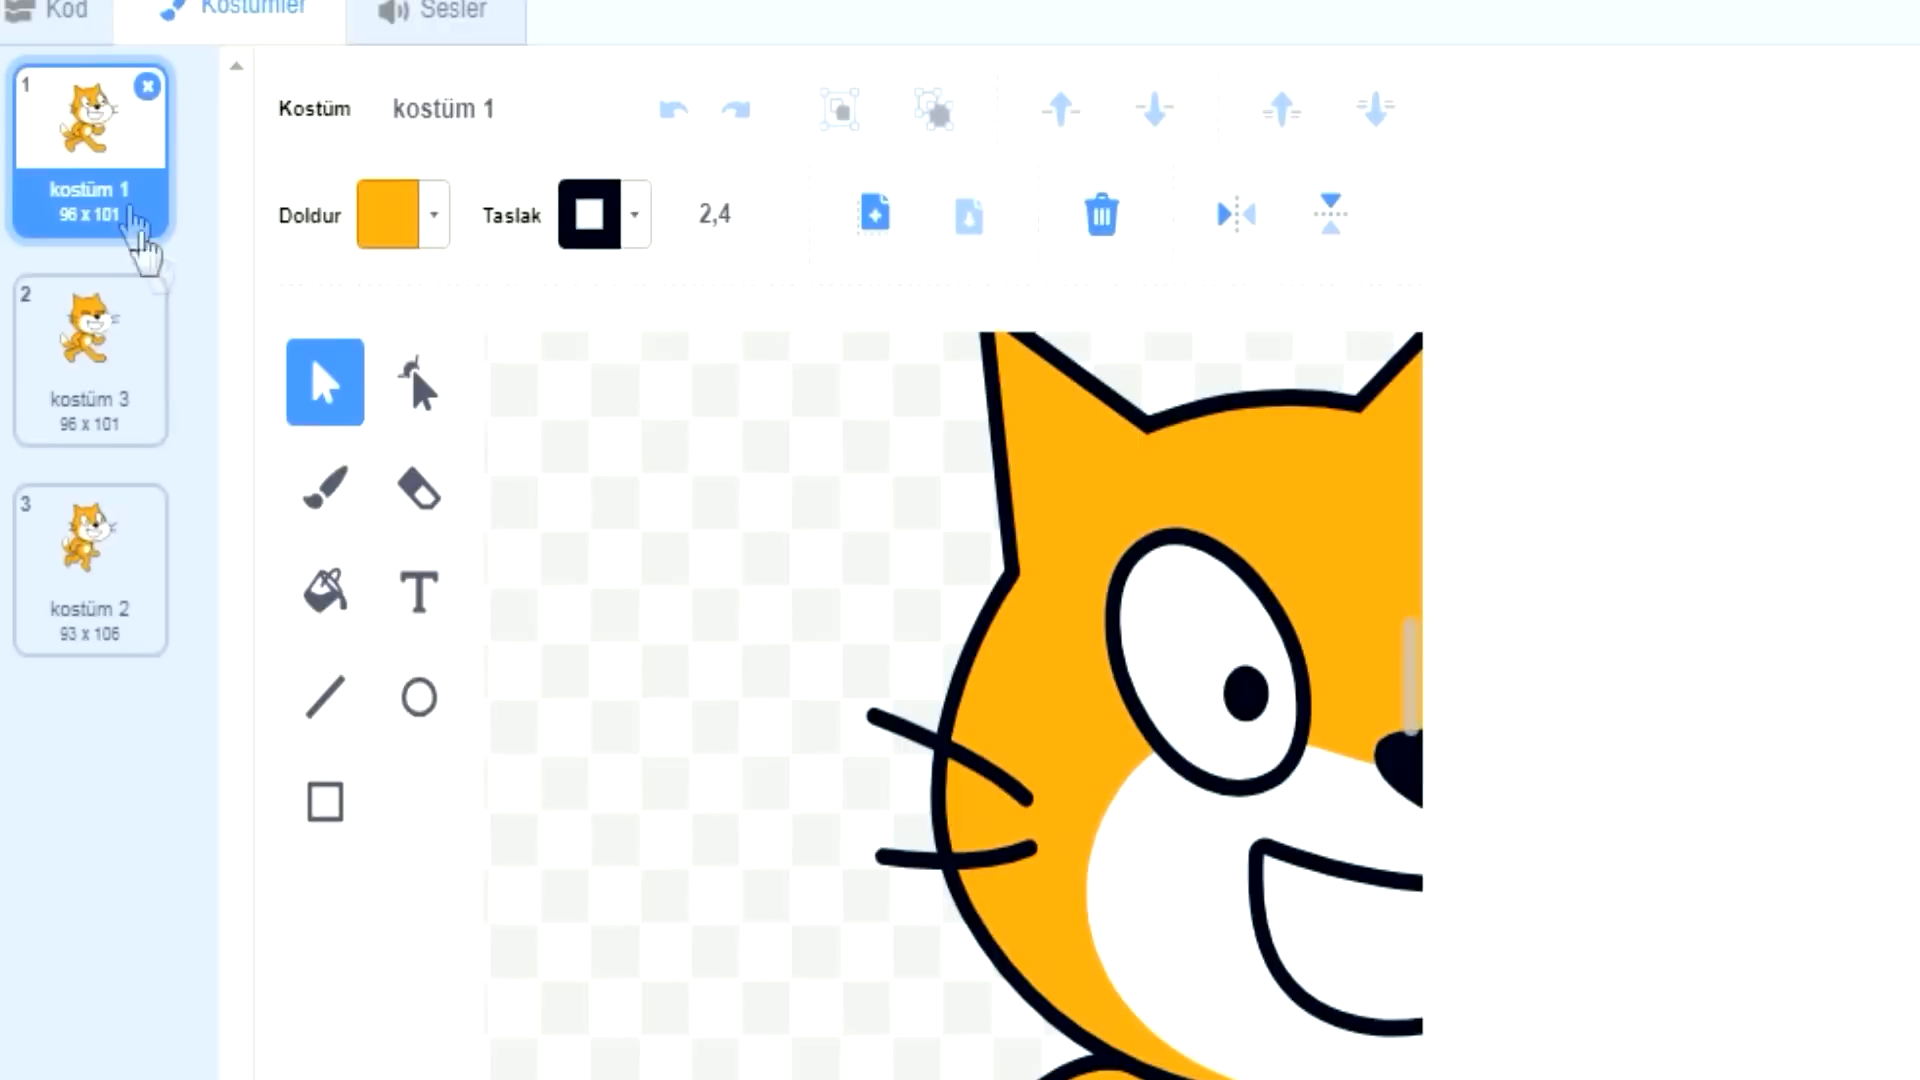 Kod
Kostümler
Sesler
1
kostüm 1
96 x 101
2
kostüm 3
96 x 101
3
kostüm 2
93 x 106
Kostüm
kostüm 1
Doldur
Taslak
2,4